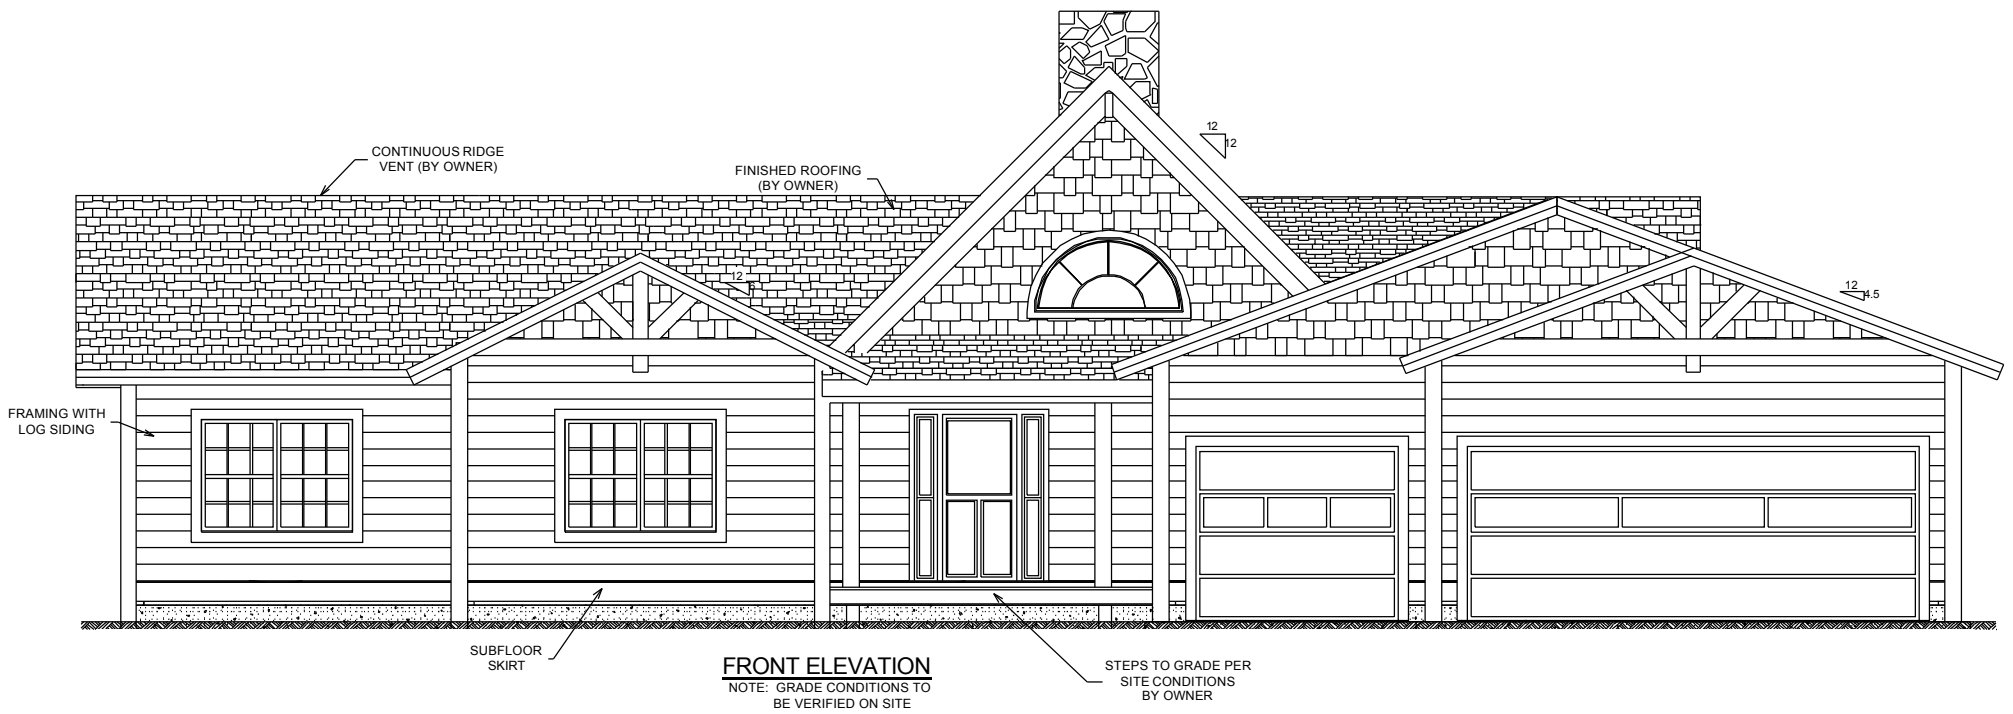 12
12
CONTINUOUS RIDGE
VENT (BY OWNER)
FINISHED ROOFING
(BY OWNER)
12
6
12
4.5
FRAMING WITH
LOG SIDING
SUBFLOOR
SKIRT
FRONT ELEVATION
NOTE: GRADE CONDITIONS TO
BE VERIFIED ON SITE
STEPS TO GRADE PER
SITE CONDITIONS
BY OWNER